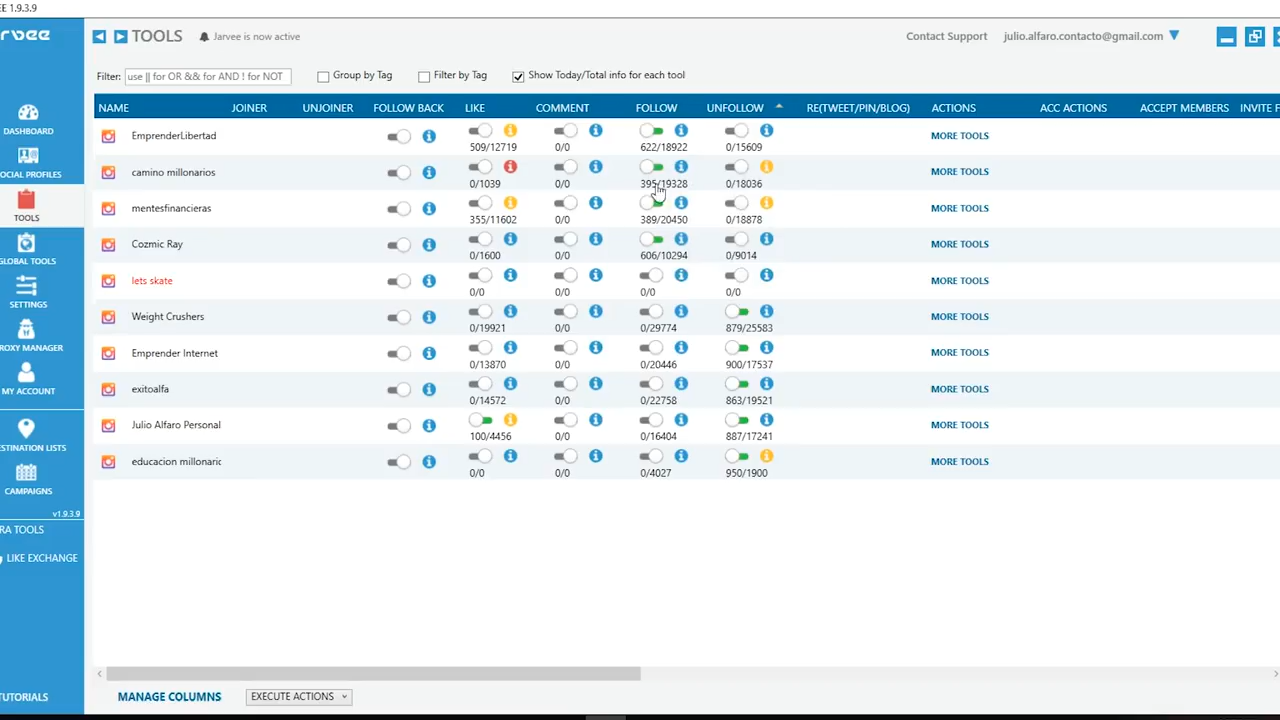 EE 1.9.3.9
rvee
TOOLS
Jarvee is now active
Contact Support
julio.alfaro.contacto@gmail.com
Filter:
use || for OR && for AND ! for NOT
Group by Tag
Filter by Tag
Show Today/Total info for each tool
NAME JOINER UNJOINER FOLLOW BACK LIKE COMMENT FOLLOW UNFOLLOW RE(TWEET/PIN/BLOG) ACTIONS ACC ACTIONS ACCEPT MEMBERS INVITE F
EmprenderLibertad MORE TOOLS
509/12719 0/0 622/18922 0/15609
camino millonarios MORE TOOLS
0/1039 0/0 395/19328 0/18036
mentesfinancieras MORE TOOLS
355/11602 0/0 389/20450 0/18878
Cozmic Ray MORE TOOLS
0/1600 0/0 606/10294 0/9014
lets skate MORE TOOLS
0/0 0/0 0/0 0/0
Weight Crushers MORE TOOLS
0/19921 0/0 0/29774 879/25583
Emprender Internet MORE TOOLS
0/13870 0/0 0/20446 900/17537
exitoalfa MORE TOOLS
0/14572 0/0 0/22758 863/19521
Julio Alfaro Personal MORE TOOLS
100/4456 0/0 0/16404 887/17241
educacion millonaric MORE TOOLS
0/0 0/0 0/4027 950/1900
DASHBOARD
OCIAL PROFILES
TOOLS
GLOBAL TOOLS
SETTINGS
ROXY MANAGER
MY ACCOUNT
ESTINATION LISTS
CAMPAIGNS
v1.9.3.9
RA TOOLS
LIKE EXCHANGE
TUTORIALS
MANAGE COLUMNS
EXECUTE ACTIONS